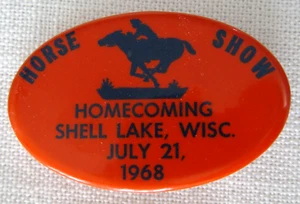 HORSE SHOW
HOMECOMING
SHELL LAKE, WISC.
JULY 21,
1968